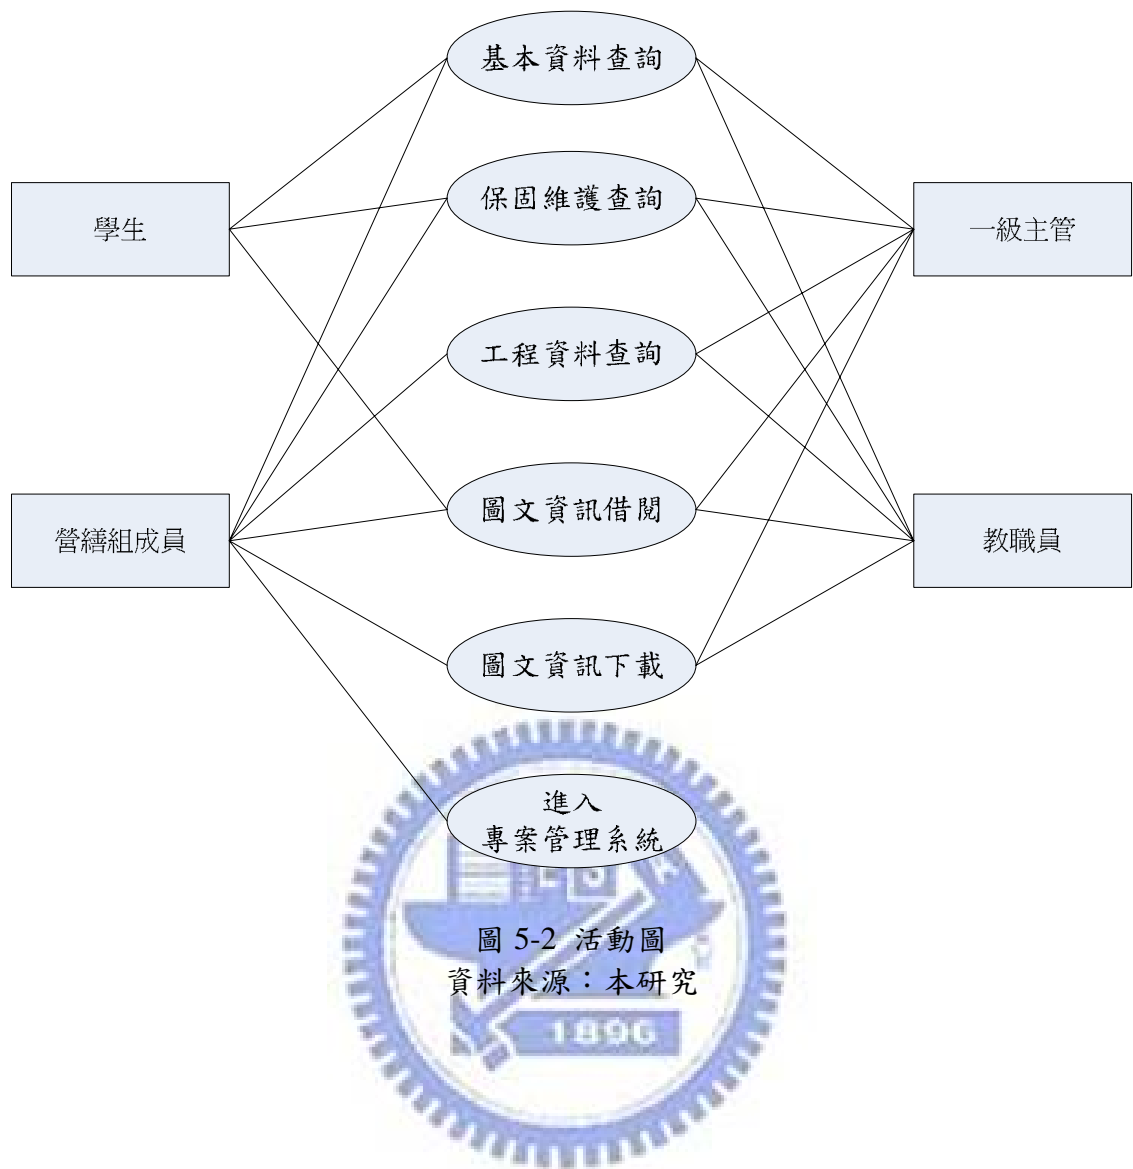 基本資料查詢
保固維護查詢
學生
一級主管
工程資料查詢
圖文資訊借閱
營繕組成員
教職員
圖文資訊下載
進入
專案管理系統
圖 5-2 活動圖
資料來源：本研究
1896